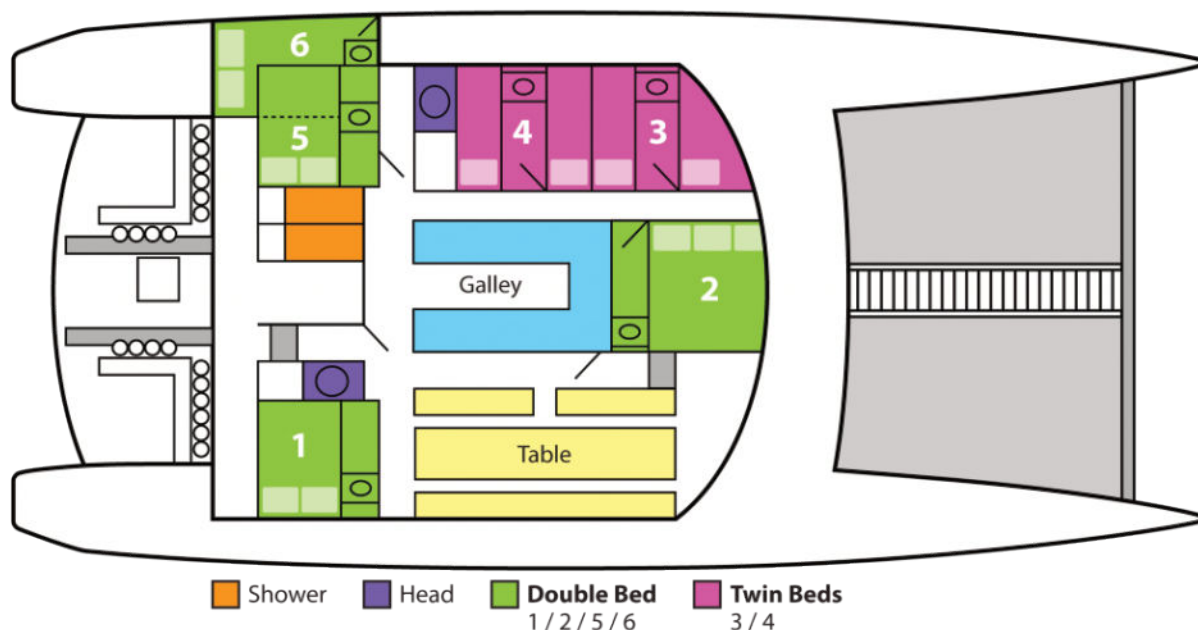 6
5
4
3
Galley
2
1
Table
Shower
Head
Double Bed
1 / 2 / 5 / 6
Twin Beds
3 / 4